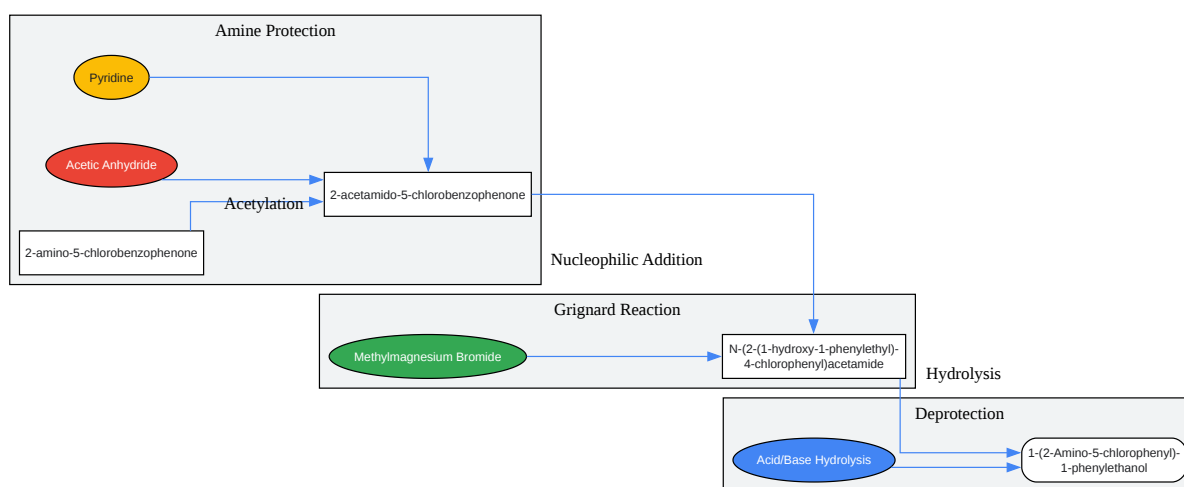 Amine Protection
Pyridine
Acetic Anhydride
Acetylation
2-acetamido-5-chlorobenzophenone
2-amino-5-chlorobenzophenone
Nucleophilic Addition
Grignard Reaction
Methylmagnesium Bromide
N-(2-(1-hydroxy-1-phenylethyl)-
4-chlorophenyl)acetamide
Hydrolysis
Deprotection
Acid/Base Hydrolysis
1-(2-Amino-5-chlorophenyl)-
1-phenylethanol